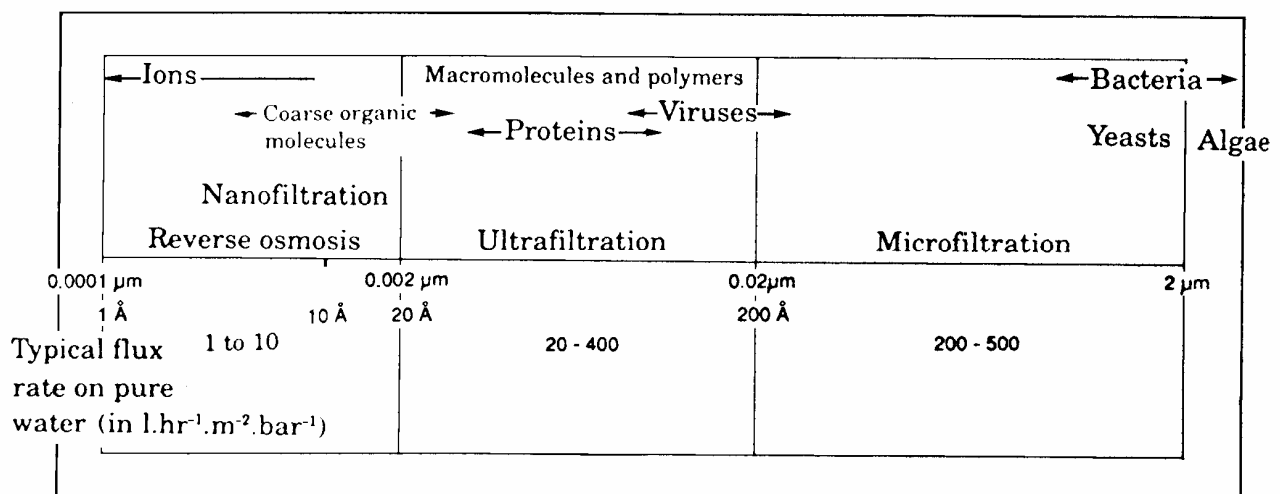 Ions
Macromolecules and polymers
Bacteria
Coarse organic
molecules
Viruses
Proteins
Yeasts
Algae
Nanofiltration
Reverse osmosis
Ultrafiltration
Microfiltration
0.0001 µm
0.002 µm
0.02µm
2 µm
1 Å
10 Å
20 Å
200 Å
Typical flux
rate on pure
water (in l.hr⁻¹.m⁻².bar⁻¹)
1 to 10
20 - 400
200 - 500